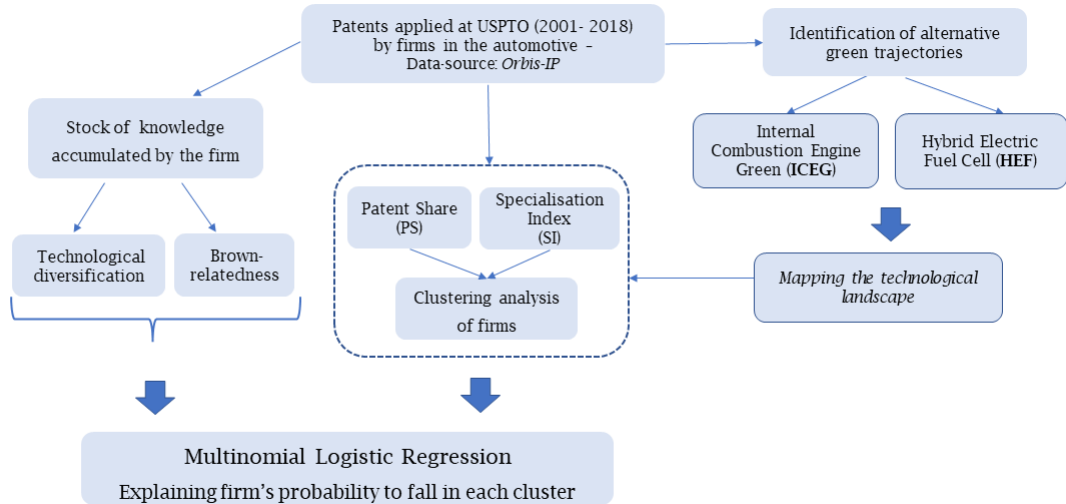 Patents applied at USPTO (2001- 2018)
by firms in the automotive –
Data-source: Orbis-IP
Identification of alternative
green trajectories
Stock of knowledge
accumulated by the firm
Internal
Combustion Engine
Green (ICEG)
Hybrid Electric
Fuel Cell (HEF)
Patent Share
(PS)
Specialisation
Index
(SI)
Technological
diversification
Brown-
relatedness
Mapping the technological
landscape
Clustering analysis
of firms
Multinomial Logistic Regression
Explaining firm's probability to fall in each cluster